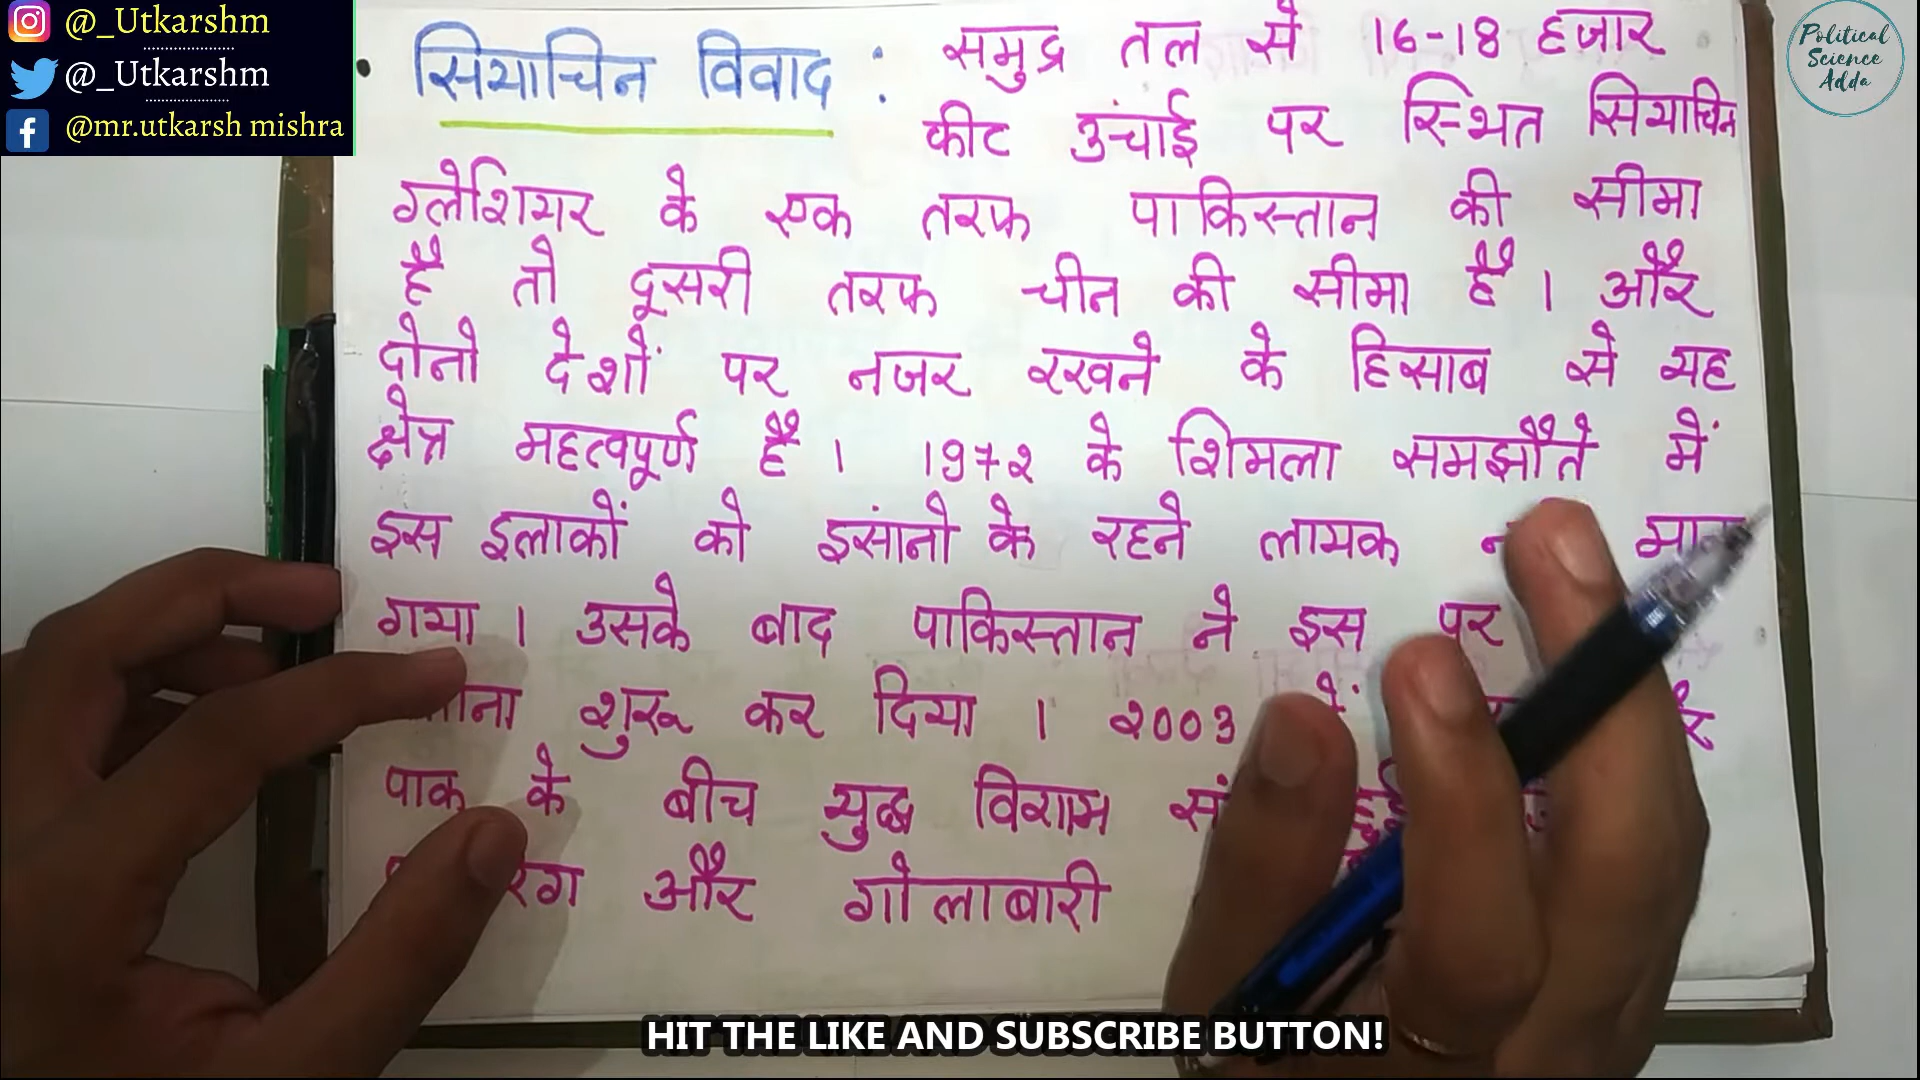 @_Utkarshm
@_Utkarshm
@mr.utkarsh mishra
Political
Science
Adda
• सियाचिन विवाद : समुद्र तल से 16-18 हजार
फीट उंचाई पर स्थित सियाचिन
ग्लेशियर के एक तरफ पाकिस्तान की सीमा
है तो दूसरी तरफ चीन की सीमा है । और
दोनो देशों पर नजर रखने के हिसाब से यह
क्षेत्र महत्वपूर्ण है । 1972 के शिमला समझौते में
इस इलाकों को इसांनो के रहने लायक
गया । उसके बाद पाकिस्तान ने इस पर
शुरू कर दिया । 2003
पाक के बीच युद्ध विराम
और गोलाबारी
HIT THE LIKE AND SUBSCRIBE BUTTON!